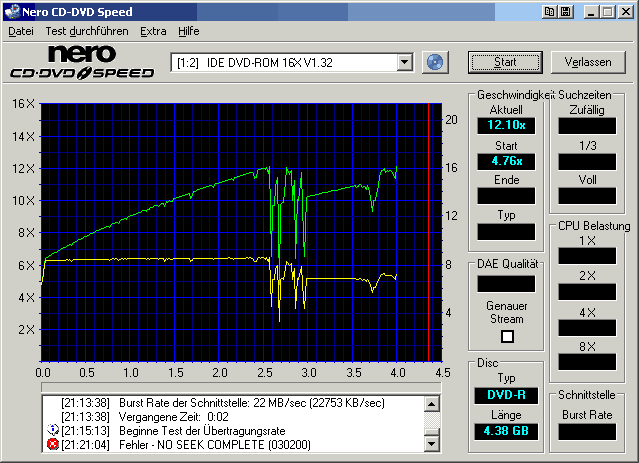 Nero CD-DVD Speed
Datei Test durchführen Extra Hilfe
nero
CD·DVD SPEED
[1:2] IDE DVD-ROM 16X V1.32
Start
Verlassen
16 X
14 X
12 X
10 X
8 X
6 X
4 X
2 X
20
16
12
8
4
0.0 0.5 1.0 1.5 2.0 2.5 3.0 3.5 4.0 4.5
Geschwindigkeit
Aktuell
12.10x
Start
4.76x
Ende
Typ
DAE Qualität
Genauer
Stream
Disc
Typ
DVD-R
Länge
4.38 GB
Suchzeiten
Zufällig
1/3
Voll
CPU Belastung
1 X
2 X
4 X
8 X
Schnittstelle
Burst Rate
[21:13:38] Burst Rate der Schnittstelle: 22 MB/sec (22753 KB/sec)
[21:13:38] Vergangene Zeit: 0:02
[21:15:13] Beginne Test der Übertragungsrate
[21:21:04] Fehler - NO SEEK COMPLETE (030200)